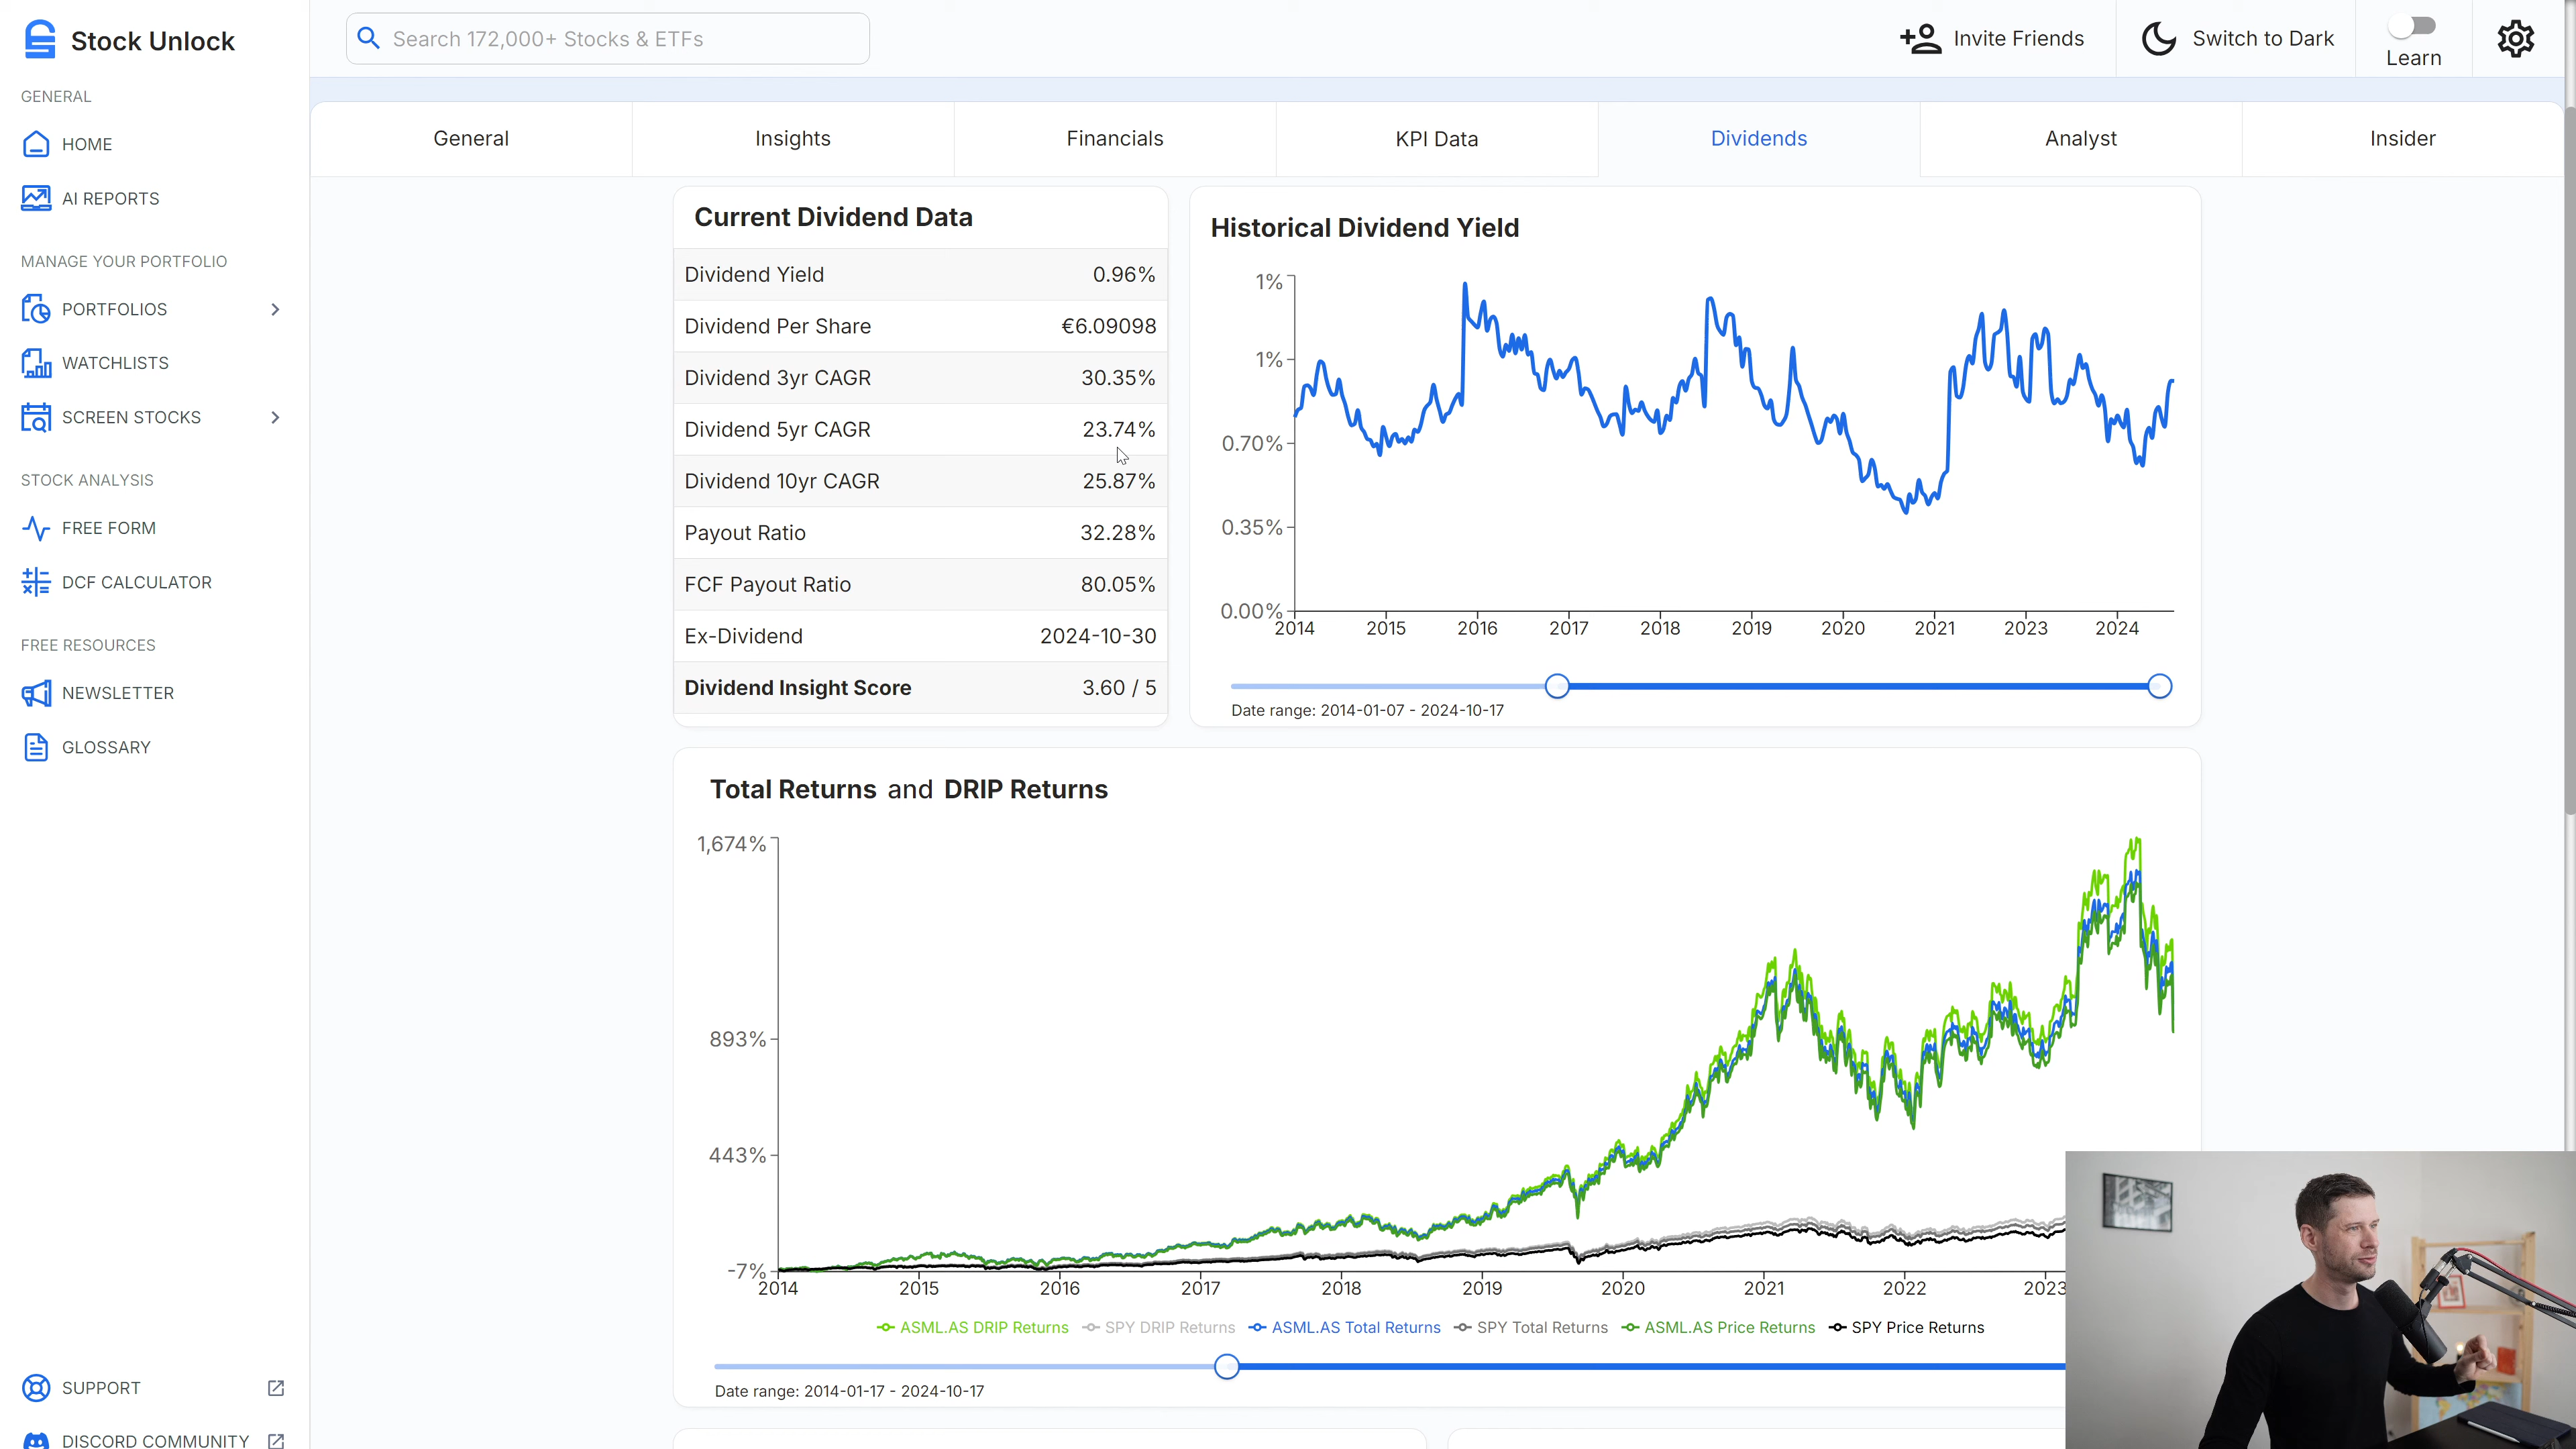 Stock Unlock
Search 172,000+ Stocks & ETFs
Invite Friends
Switch to Dark
Learn
GENERAL
HOME
AI REPORTS
MANAGE YOUR PORTFOLIO
PORTFOLIOS
WATCHLISTS
SCREEN STOCKS
STOCK ANALYSIS
FREE FORM
DCF CALCULATOR
FREE RESOURCES
NEWSLETTER
GLOSSARY
SUPPORT
DISCORD COMMUNITY
General Insights Financials KPI Data Dividends Analyst Insider
Current Dividend Data
Dividend Yield 0.96%
Dividend Per Share €6.09098
Dividend 3yr CAGR 30.35%
Dividend 5yr CAGR 23.74%
Dividend 10yr CAGR 25.87%
Payout Ratio 32.28%
FCF Payout Ratio 80.05%
Ex-Dividend 2024-10-30
Dividend Insight Score 3.60 / 5
Historical Dividend Yield
1%
1%
0.70%
0.35%
0.00%
2014 2015 2016 2017 2018 2019 2020 2021 2023 2024
Date range: 2014-01-07 - 2024-10-17
Total Returns and DRIP Returns
1,674%
893%
443%
-7%
2014 2015 2016 2017 2018 2019 2020 2021 2022 2023
ASML.AS DRIP Returns SPY DRIP Returns ASML.AS Total Returns SPY Total Returns ASML.AS Price Returns SPY Price Returns
Date range: 2014-01-17 - 2024-10-17